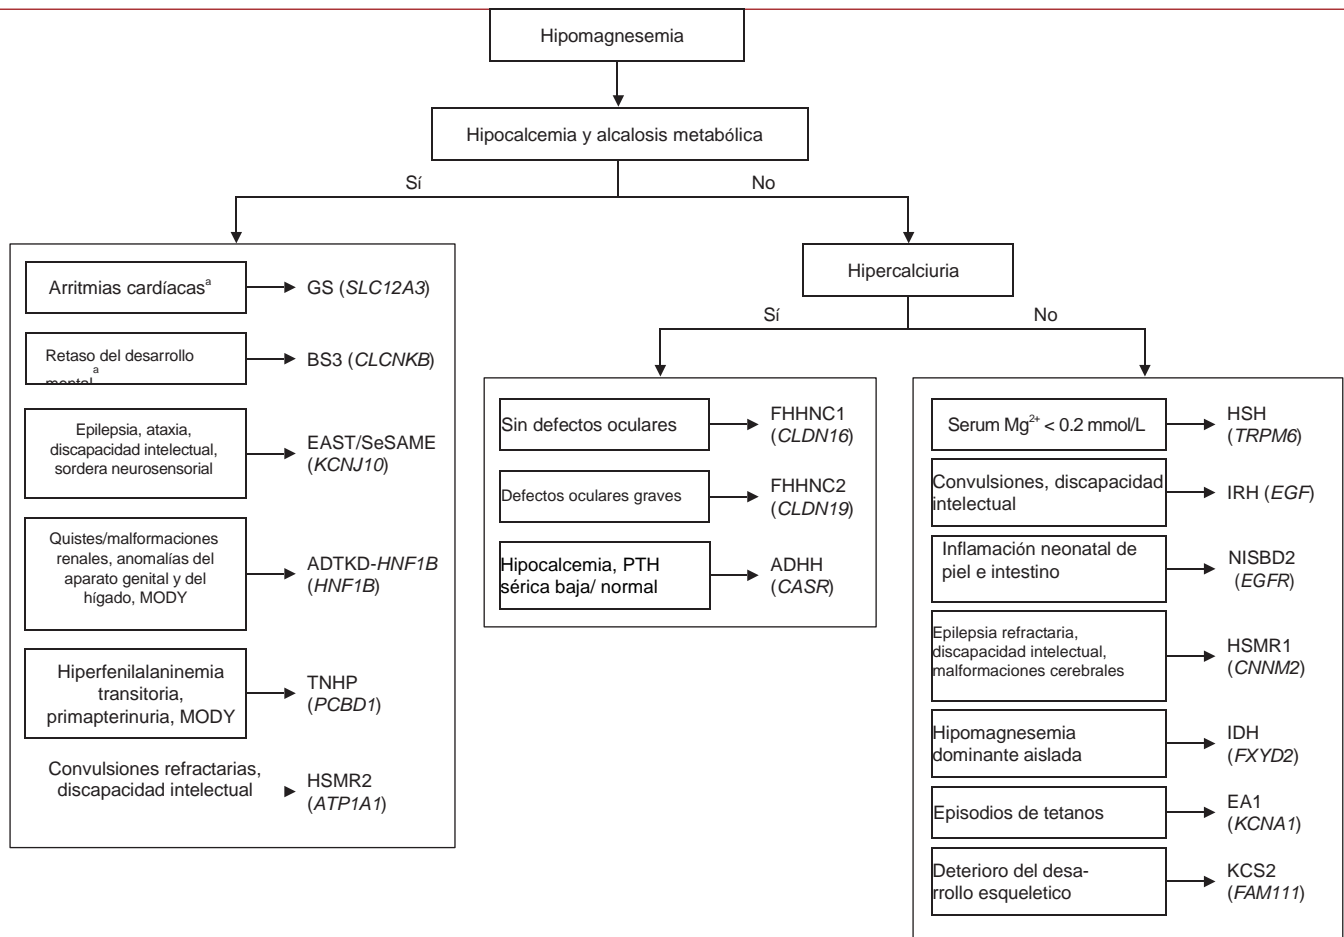 Hipomagnesemia
Hipocalcemia y alcalosis metabólica
Sí
No
Arritmias cardíacas^a
GS (SLC12A3)
Retaso del desarrollo
mental^a
BS3 (CLCNKB)
Epilepsia, ataxia,
discapacidad intelectual,
sordera neurosensorial
EAST/SeSAME
(KCNJ10)
Quistes/malformaciones
renales, anomalías del
aparato genital y del
hígado, MODY
ADTKD-HNF1B
(HNF1B)
Hiperfenilalaninemia
transitoria,
primapterinuria, MODY
TNHP
(PCBD1)
Convulsiones refractarias,
discapacidad intelectual
HSMR2
(ATP1A1)
Hipercalciuria
Sí
No
Sin defectos oculares
FHHNC1
(CLDN16)
Defectos oculares graves
FHHNC2
(CLDN19)
Hipocalcemia, PTH
sérica baja/ normal
ADHH
(CASR)
Serum Mg2+ < 0.2 mmol/L
HSH
(TRPM6)
Convulsiones, discapacidad
intelectual
IRH (EGF)
Inflamación neonatal de
piel e intestino
NISBD2
(EGFR)
Epilepsia refractaria,
discapacidad intelectual,
malformaciones cerebrales
HSMR1
(CNNM2)
Hipomagnesemia
dominante aislada
IDH
(FXYD2)
Episodios de tetanos
EA1
(KCNA1)
Deterioro del desa-
rrollo esqueletico
KCS2
(FAM111)